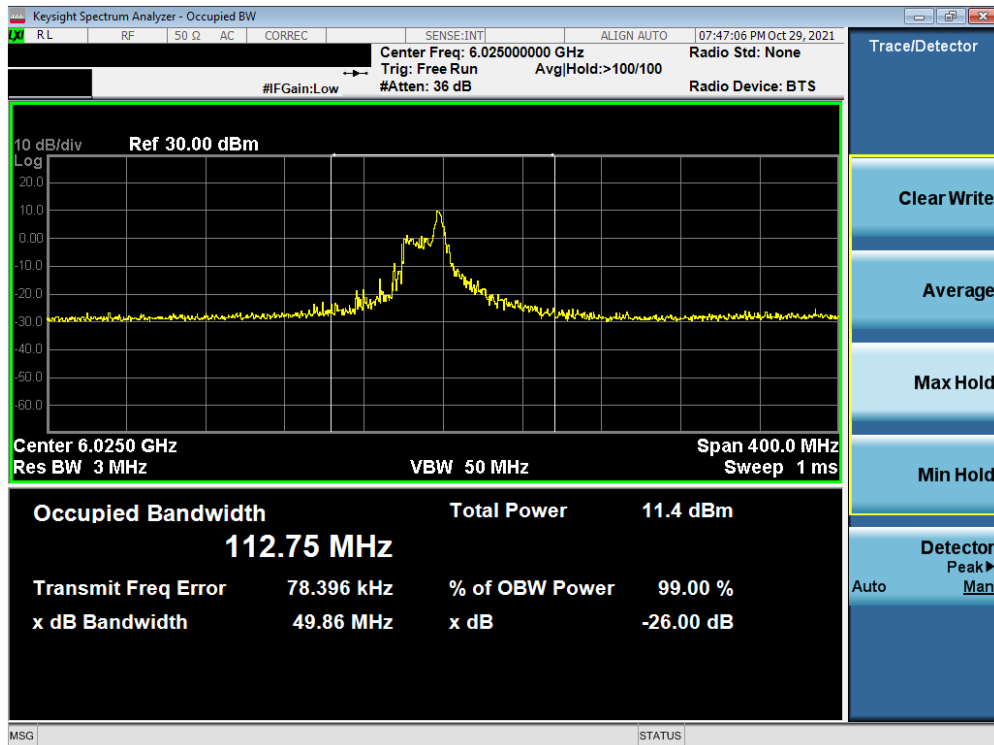 Keysight Spectrum Analyzer - Occupied BW
LXI RL RF 50 Ω AC CORREC SENSE:INT ALIGN AUTO 07:47:06 PM Oct 29, 2021
Center Freq: 6.025000000 GHz Radio Std: None
Trig: Free Run Avg|Hold:>100/100
#IFGain:Low #Atten: 36 dB Radio Device: BTS
Trace/Detector
10 dB/div Ref 30.00 dBm
Log
20.0
10.0
0.00
-10.0
-20.0
-30.0
-40.0
-50.0
-60.0
Center 6.0250 GHz Span 400.0 MHz
Res BW 3 MHz VBW 50 MHz Sweep 1 ms
Occupied Bandwidth Total Power 11.4 dBm
112.75 MHz
Transmit Freq Error 78.396 kHz % of OBW Power 99.00 %
x dB Bandwidth 49.86 MHz x dB -26.00 dB
Clear Write
Average
Max Hold
Min Hold
Detector
Peak▶
Auto Man
MSG STATUS